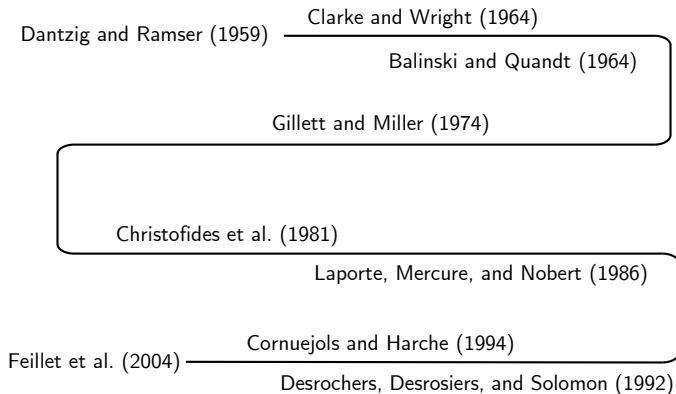 Clarke and Wright (1964)
Dantzig and Ramser (1959)
Balinski and Quandt (1964)
Gillett and Miller (1974)
Christofides et al. (1981)
Laporte, Mercure, and Nobert (1986)
Cornuejols and Harche (1994)
Feillet et al. (2004)
Desrochers, Desrosiers, and Solomon (1992)